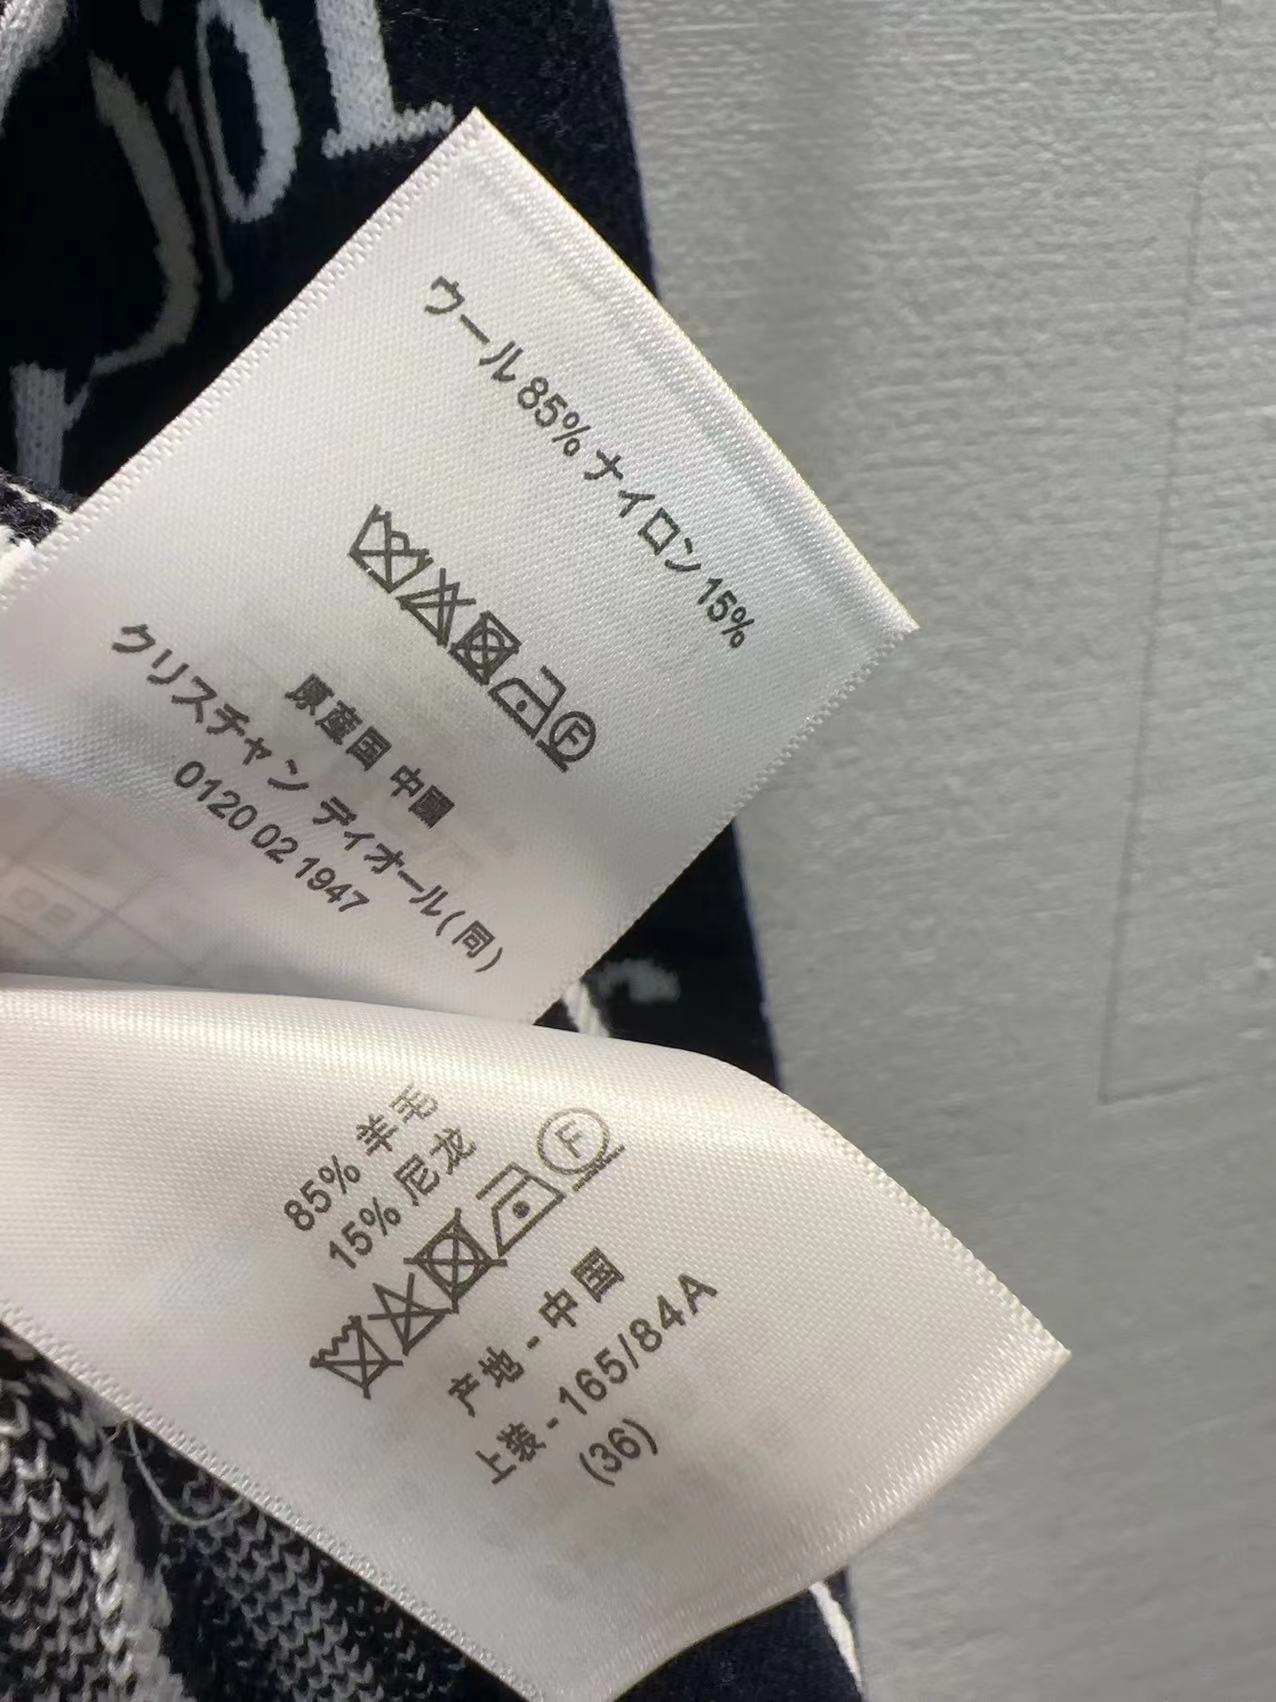 ウール 85% ナイロン 15%
原産国 中國
クリスチャン ディオール(同)
0120 02 1947
85% 羊毛
15% 尼龙
F
产地 - 中国
上装 - 165/84A
(36)